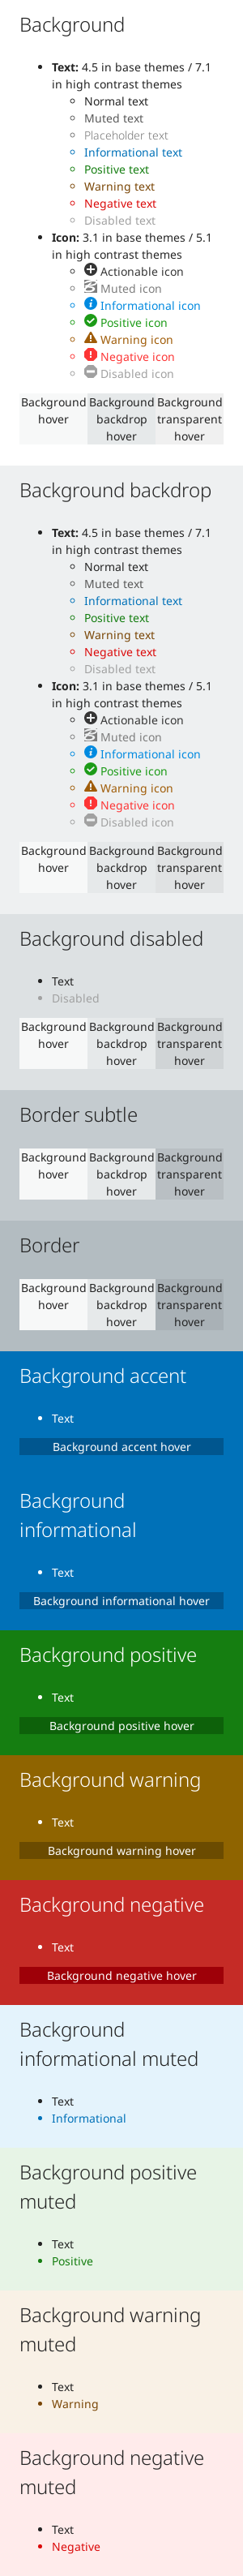 Background
Text: 4.5 in base themes / 7.1
in high contrast themes
Normal text
Muted text
Placeholder text
Informational text
Positive text
Warning text
Negative text
Disabled text
Icon: 3.1 in base themes / 5.1
in high contrast themes
Actionable icon
Muted icon
Informational icon
Positive icon
Warning icon
Negative icon
Disabled icon
Background Background Background
hover backdrop transparent
hover hover
Background backdrop
Text: 4.5 in base themes / 7.1
in high contrast themes
Normal text
Muted text
Informational text
Positive text
Warning text
Negative text
Disabled text
Icon: 3.1 in base themes / 5.1
in high contrast themes
Actionable icon
Muted icon
Informational icon
Positive icon
Warning icon
Negative icon
Disabled icon
Background Background Background
hover backdrop transparent
hover hover
Background disabled
Text
Disabled
Background Background Background
hover backdrop transparent
hover hover
Border subtle
Background Background Background
hover backdrop transparent
hover hover
Border
Background Background Background
hover backdrop transparent
hover hover
Background accent
Text
Background accent hover
Background
informational
Text
Background informational hover
Background positive
Text
Background positive hover
Background warning
Text
Background warning hover
Background negative
Text
Background negative hover
Background
informational muted
Text
Informational
Background positive
muted
Text
Positive
Background warning
muted
Text
Warning
Background negative
muted
Text
Negative